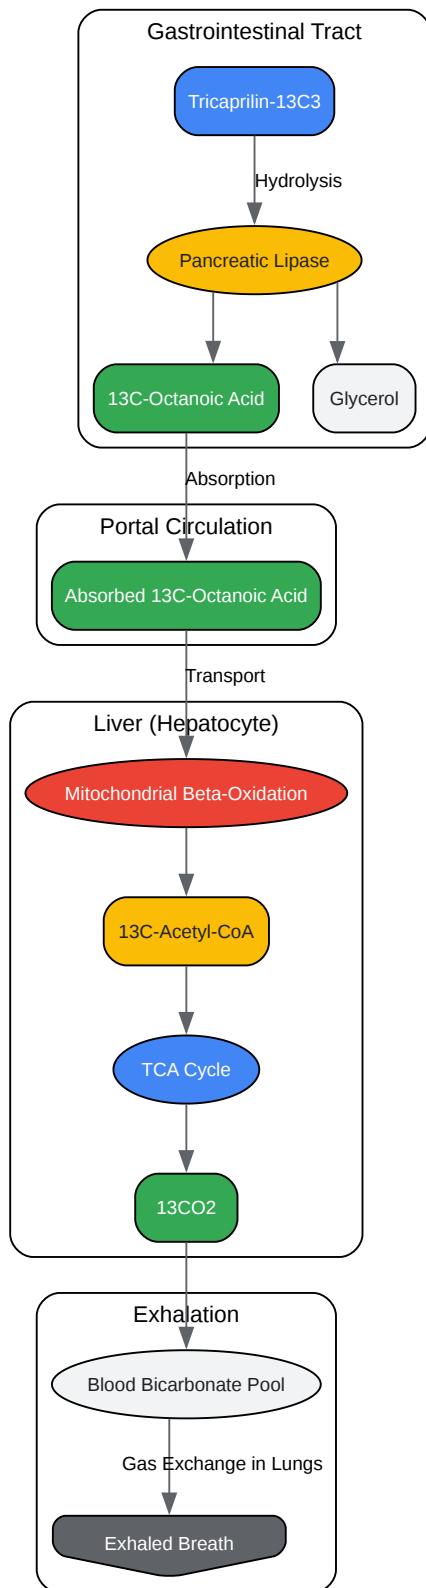 Gastrointestinal Tract
Tricaprilin-13C3
Hydrolysis
Pancreatic Lipase
13C-Octanoic Acid
Glycerol
Absorption
Portal Circulation
Absorbed 13C-Octanoic Acid
Transport
Liver (Hepatocyte)
Mitochondrial Beta-Oxidation
13C-Acetyl-CoA
TCA Cycle
13CO2
Exhalation
Blood Bicarbonate Pool
Gas Exchange in Lungs
Exhaled Breath